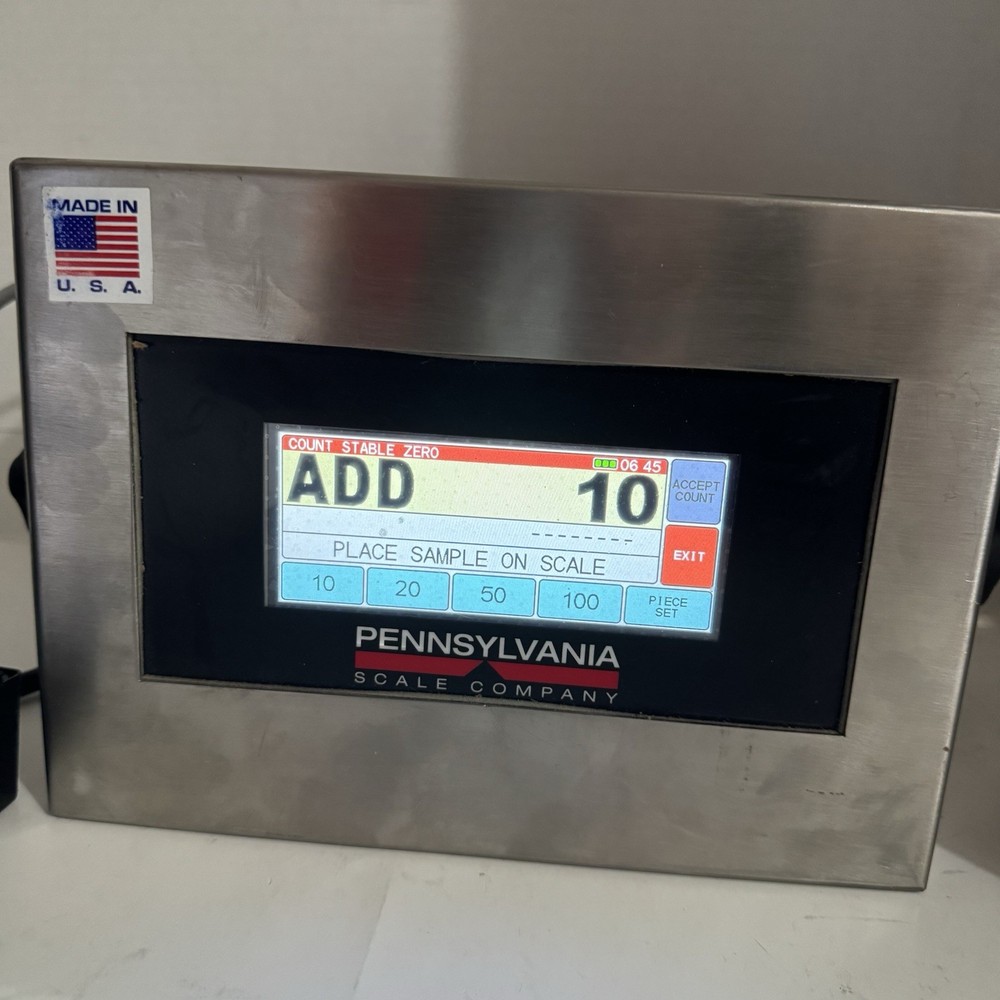 MADE IN
U. S. A.
COUNT STABLE ZERO
06 45
ADD 10
ACCEPT
COUNT
--------
PLACE SAMPLE ON SCALE
EXIT
10 20 50 100 PIECE
SET
PENNSYLVANIA
SCALE COMPANY